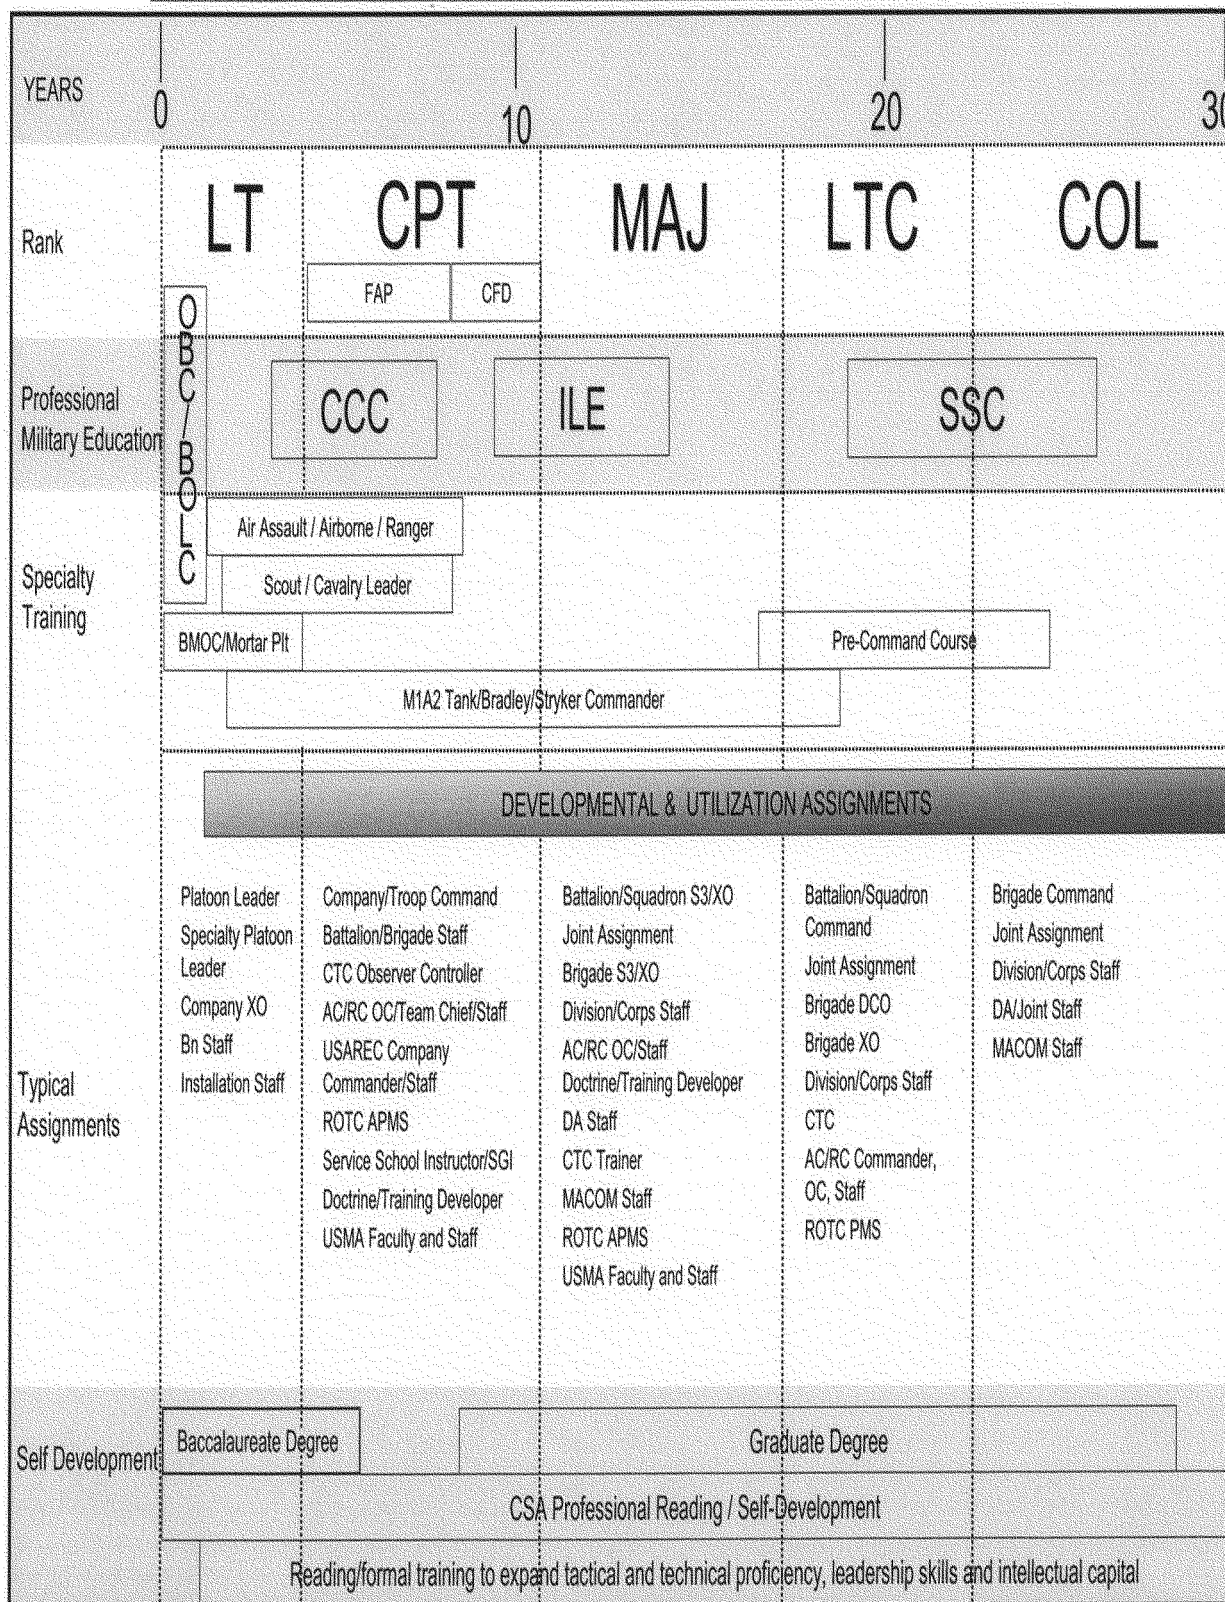 YEARS
0
10
20
30
Rank
LT
CPT
MAJ
LTC
COL
FAP
CFD
OBC/BOLC
Professional
Military Education
CCC
ILE
SSC
Specialty
Training
Air Assault / Airborne / Ranger
Scout / Cavalry Leader
BMOC/Mortar Plt
Pre-Command Course
M1A2 Tank/Bradley/Stryker Commander
DEVELOPMENTAL & UTILIZATION ASSIGNMENTS
Typical
Assignments
Platoon Leader
Specialty Platoon
Leader
Company XO
Bn Staff
Installation Staff
Company/Troop Command
Battalion/Brigade Staff
CTC Observer Controller
AC/RC OC/Team Chief/Staff
USAREC Company
Commander/Staff
ROTC APMS
Service School Instructor/SGI
Doctrine/Training Developer
USMA Faculty and Staff
Battalion/Squadron S3/XO
Joint Assignment
Brigade S3/XO
Division/Corps Staff
AC/RC OC/Staff
Doctrine/Training Developer
DA Staff
CTC Trainer
MACOM Staff
ROTC APMS
USMA Faculty and Staff
Battalion/Squadron
Command
Joint Assignment
Brigade DCO
Brigade XO
Division/Corps Staff
CTC
AC/RC Commander,
OC, Staff
ROTC PMS
Brigade Command
Joint Assignment
Division/Corps Staff
DA/Joint Staff
MACOM Staff
Self Development
Baccalaureate Degree
Graduate Degree
CSA Professional Reading / Self-Development
Reading/formal training to expand tactical and technical proficiency, leadership skills and intellectual capital